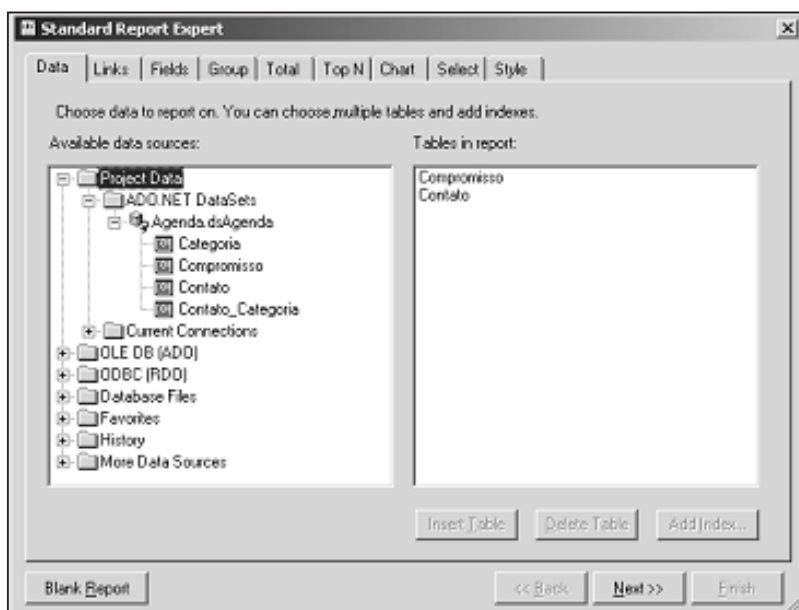 Standard Report Expert
Data Links Fields Group Total Top N Chart Select Style
Choose data to report on. You can choose multiple tables and add indexes.
Available data sources:
Tables in report:
Project Data
ADO.NET DataSets
Agenda.dsAgenda
Categoria
Compromisso
Contato
Contato_Categoria
Current Connections
OLE DB (ADO)
ODBC (RDO)
Database Files
Favorites
History
More Data Sources
Compromisso
Contato
Insert Table Delete Table Add Index...
Blank Report << Back Next >> Finish